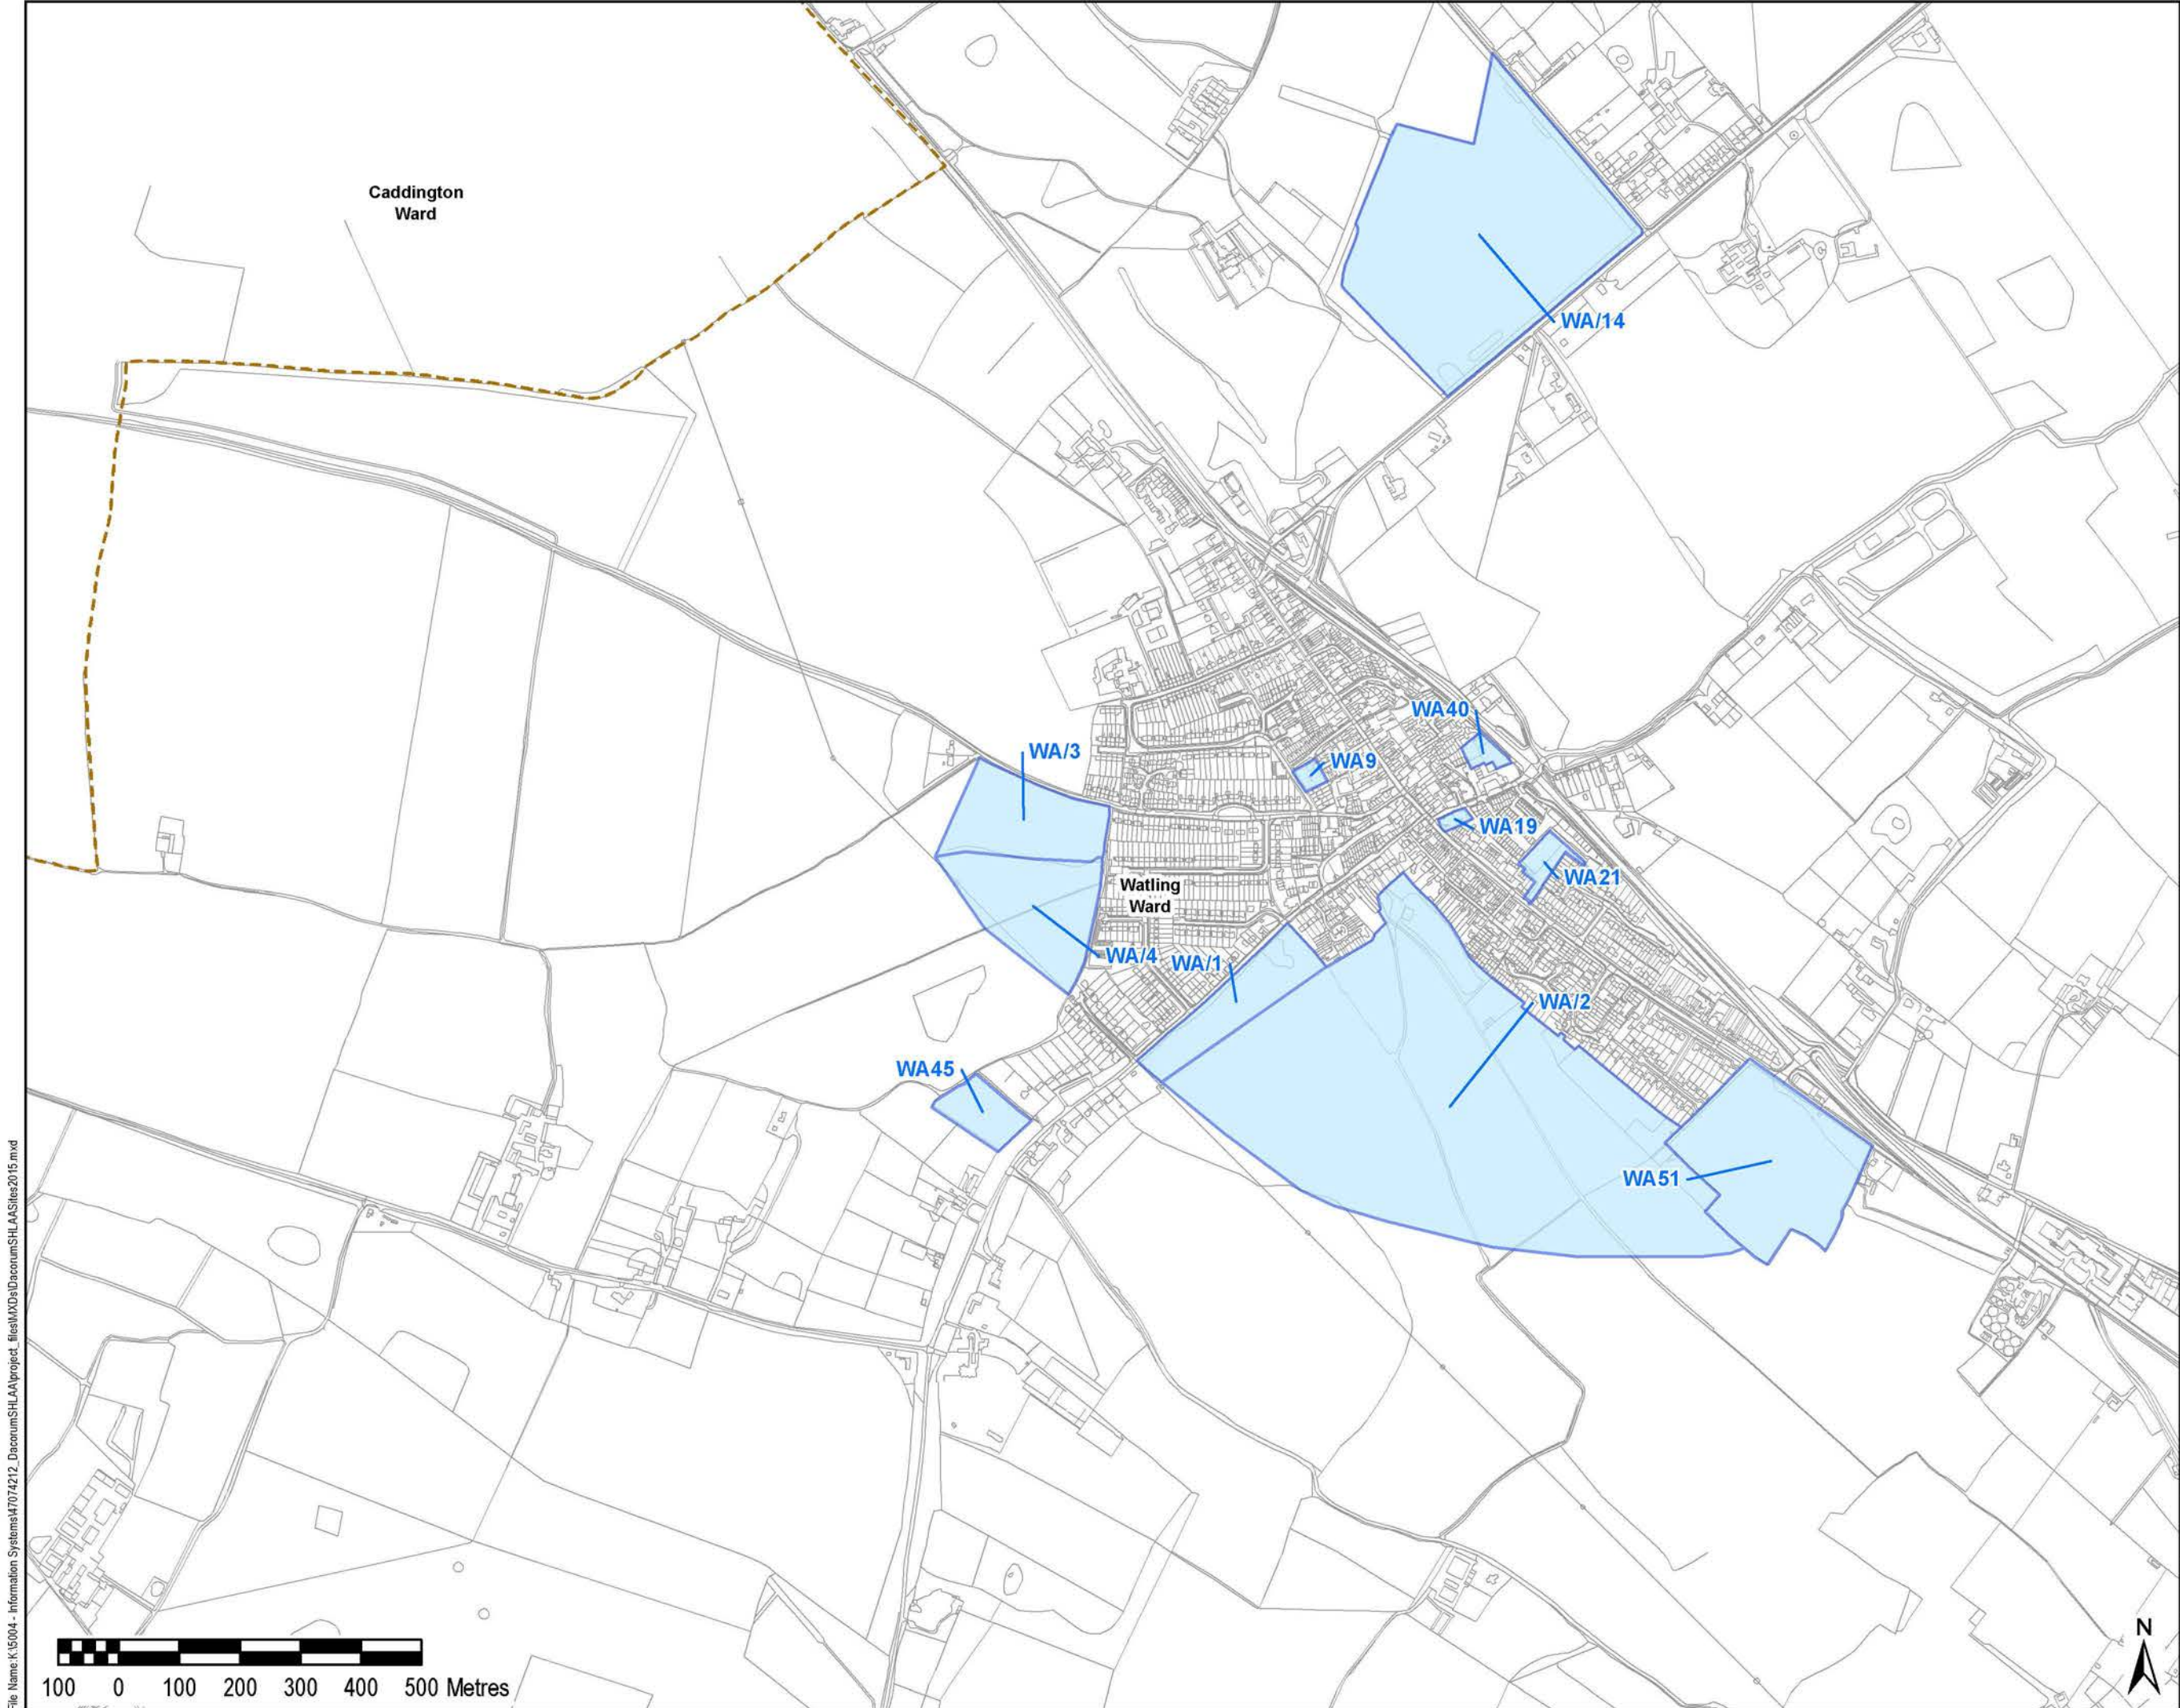 Caddington
Ward
WA/14
WA40
WA/3
WA9
WA19
WA21
Watling
Ward
WA/4
WA/1
WA/2
WA45
WA51
File Name:K:\5004 - Information Systems\47074212_DacorumSHLAA\project_files\MXDs\DacorumSHLAASites2015.mxd
N
100 0 100 200 300 400 500 Metres